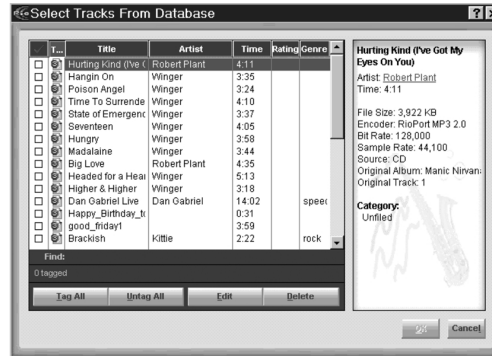 Select Tracks From Database
T... Title Artist Time Rating Genre
Hurting Kind (I've G Robert Plant 4:11
Hangin On Winger 3:35
Poison Angel Winger 3:24
Time To Surrende Winger 4:10
State of Emergenc Winger 3:37
Seventeen Winger 4:05
Hungry Winger 3:58
Madalaine Winger 3:44
Big Love Robert Plant 4:35
Headed for a Hear Winger 5:13
Higher & Higher Winger 3:18
Dan Gabriel Live Dan Gabriel 14:02 speec
Happy_Birthday_to 0:31
good_friday1 3:59
Brackish Kittie 2:22 rock
Find:
0 tagged
Tag All Untag All Edit Delete
Hurting Kind (I've Got My
Eyes On You)
Artist: Robert Plant
Time: 4:11
File Size: 3,922 KB
Encoder: RioPort MP3 2.0
Bit Rate: 128,000
Sample Rate: 44,100
Source: CD
Original Album: Manic Nirvana
Original Track: 1
Category:
Unfiled
OK Cancel